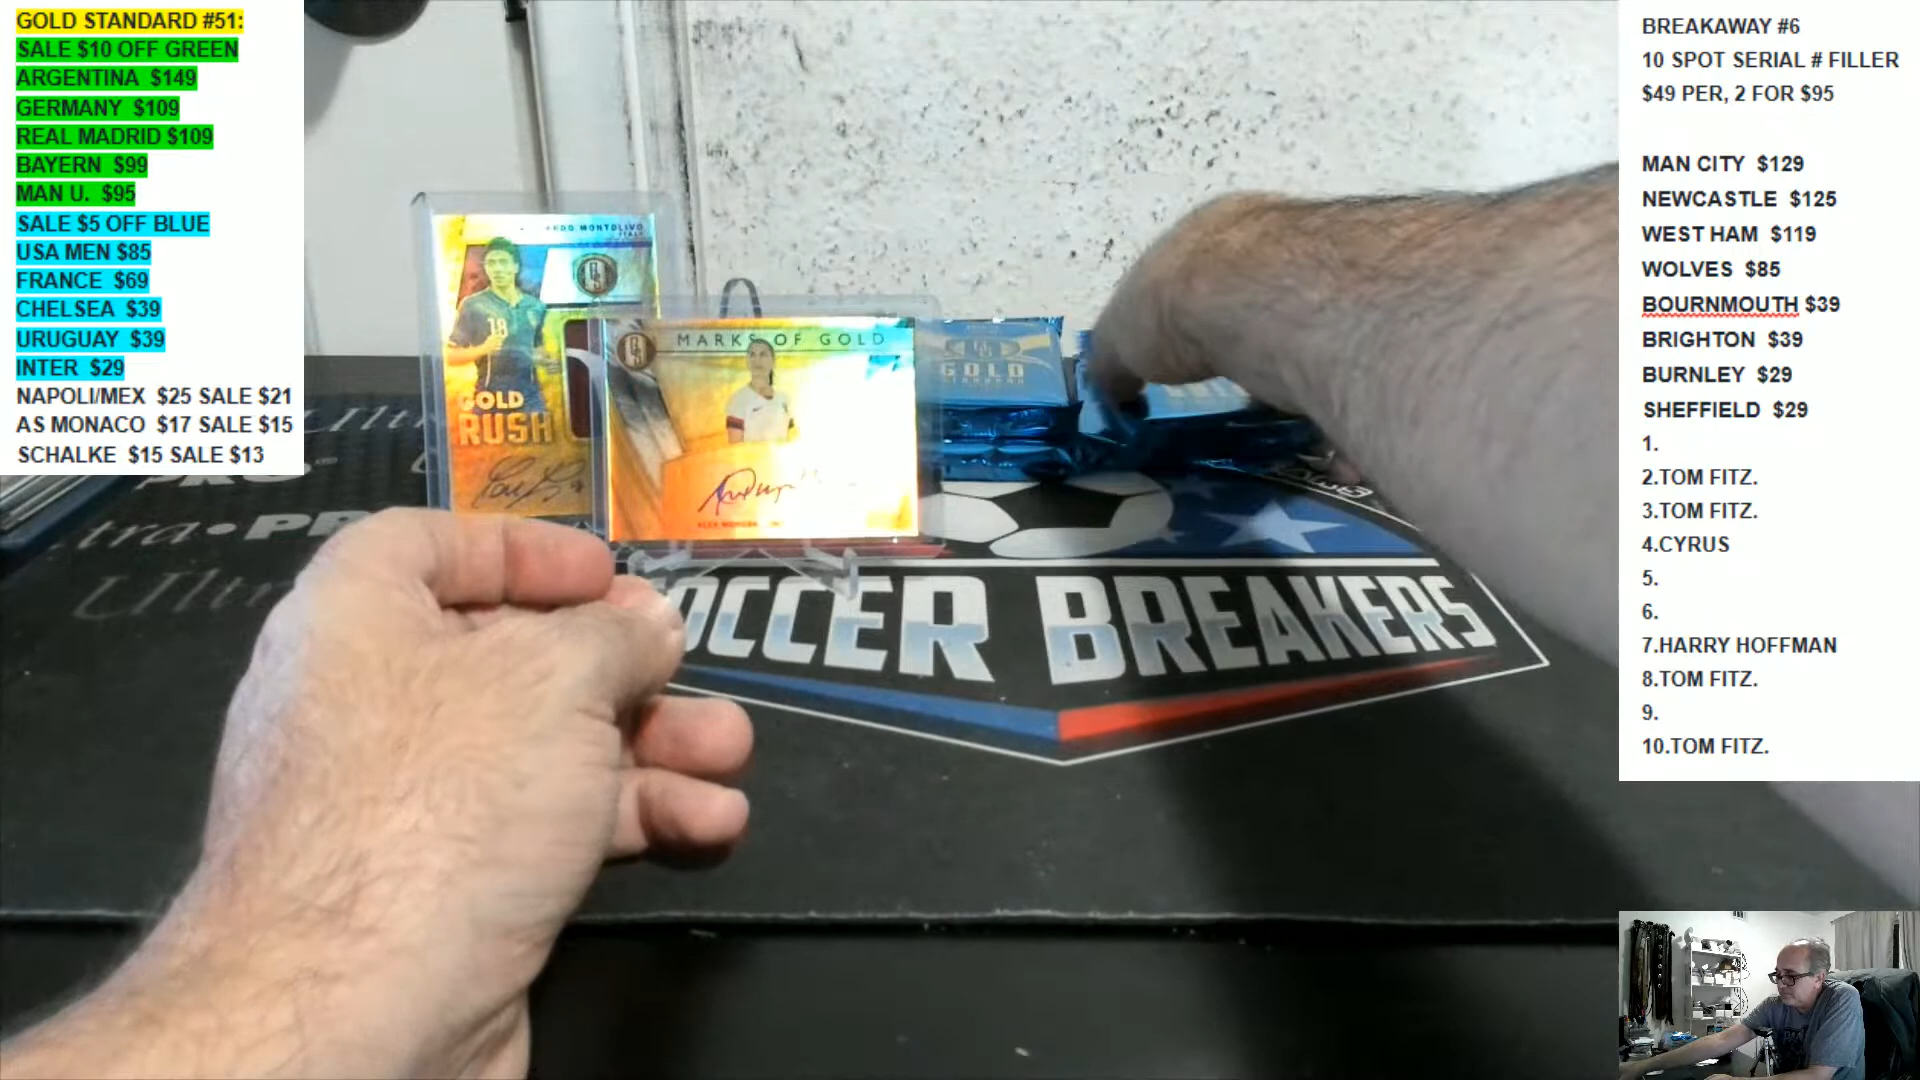 GOLD STANDARD #51:
SALE $10 OFF GREEN
ARGENTINA $149
GERMANY $109
REAL MADRID $109
BAYERN $99
MAN U. $95
SALE $5 OFF BLUE
USA MEN $85
FRANCE $69
CHELSEA $39
URUGUAY $39
INTER $29
NAPOLI/MEX $25 SALE $21
AS MONACO $17 SALE $15
SCHALKE $15 SALE $13
BREAKAWAY #6
10 SPOT SERIAL # FILLER
$49 PER, 2 FOR $95
MAN CITY $129
NEWCASTLE $125
WEST HAM $119
WOLVES $85
BOURNMOUTH $39
BRIGHTON $39
BURNLEY $29
SHEFFIELD $29
1.
2.TOM FITZ.
3.TOM FITZ.
4.CYRUS
5.
6.
7.HARRY HOFFMAN
8.TOM FITZ.
9.
10.TOM FITZ.
MONTOLIVO
ITALY
18
GOLD
RUSH
MARKS OF GOLD
GOLD
STANDARD
OCCER BREAKERS